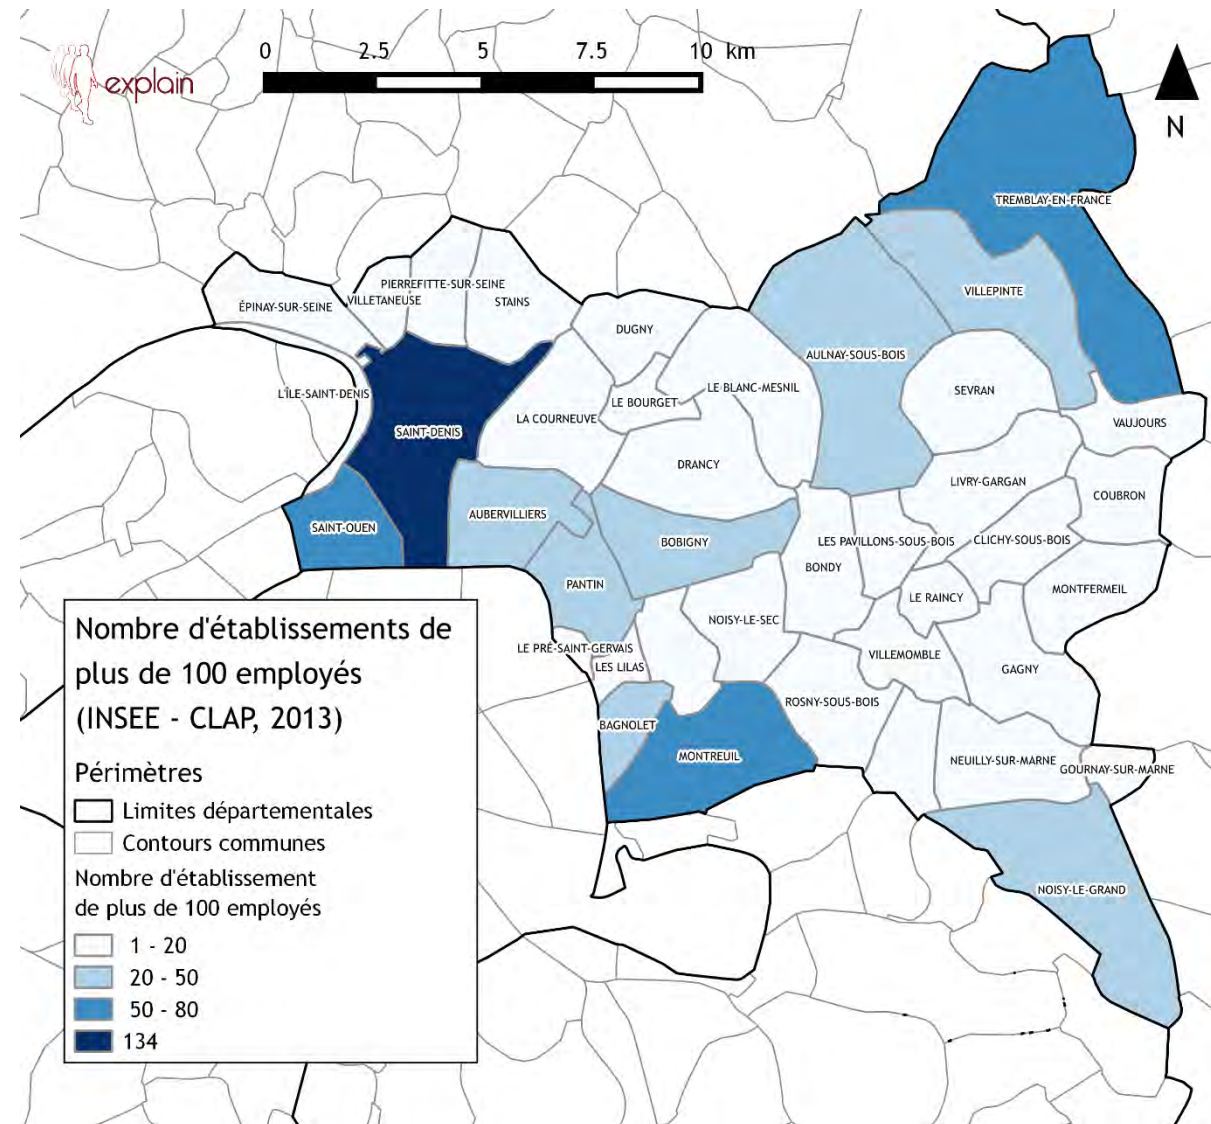 explain
0 2.5 5 7.5 10 km
N
TREMBLAY-EN-FRANCE
VILLEPINTE
PIERREFITTE-SUR-SEINE
VILLETANEUSE
STAINS
ÉPINAY-SUR-SEINE
DUGNY
AULNAY-SOUS-BOIS
L'ÎLE-SAINT-DENIS
LE BLANC-MESNIL
SEVRAN
LE BOURGET
LA COURNEUVE
VAUJOURS
SAINT-DENIS
DRANCY
LIVRY-GARGAN
COUBRON
AUBERVILLIERS
SAINT-OUEN
BOBIGNY
LES PAVILLONS-SOUS-BOIS
CLICHY-SOUS-BOIS
BONDY
PANTIN
MONTFERMEIL
LE RAINCY
NOISY-LE-SEC
LE PRÉ-SAINT-GERVAIS
VILLEMOMBLE
LES LILAS
GAGNY
ROSNY-SOUS-BOIS
BAGNOLET
MONTREUIL
NEUILLY-SUR-MARNE
GOURNAY-SUR-MARNE
NOISY-LE-GRAND
Nombre d'établissements de
plus de 100 employés
(INSEE - CLAP, 2013)
Périmètres
Limites départementales
Contours communes
Nombre d'établissement
de plus de 100 employés
1 - 20
20 - 50
50 - 80
134